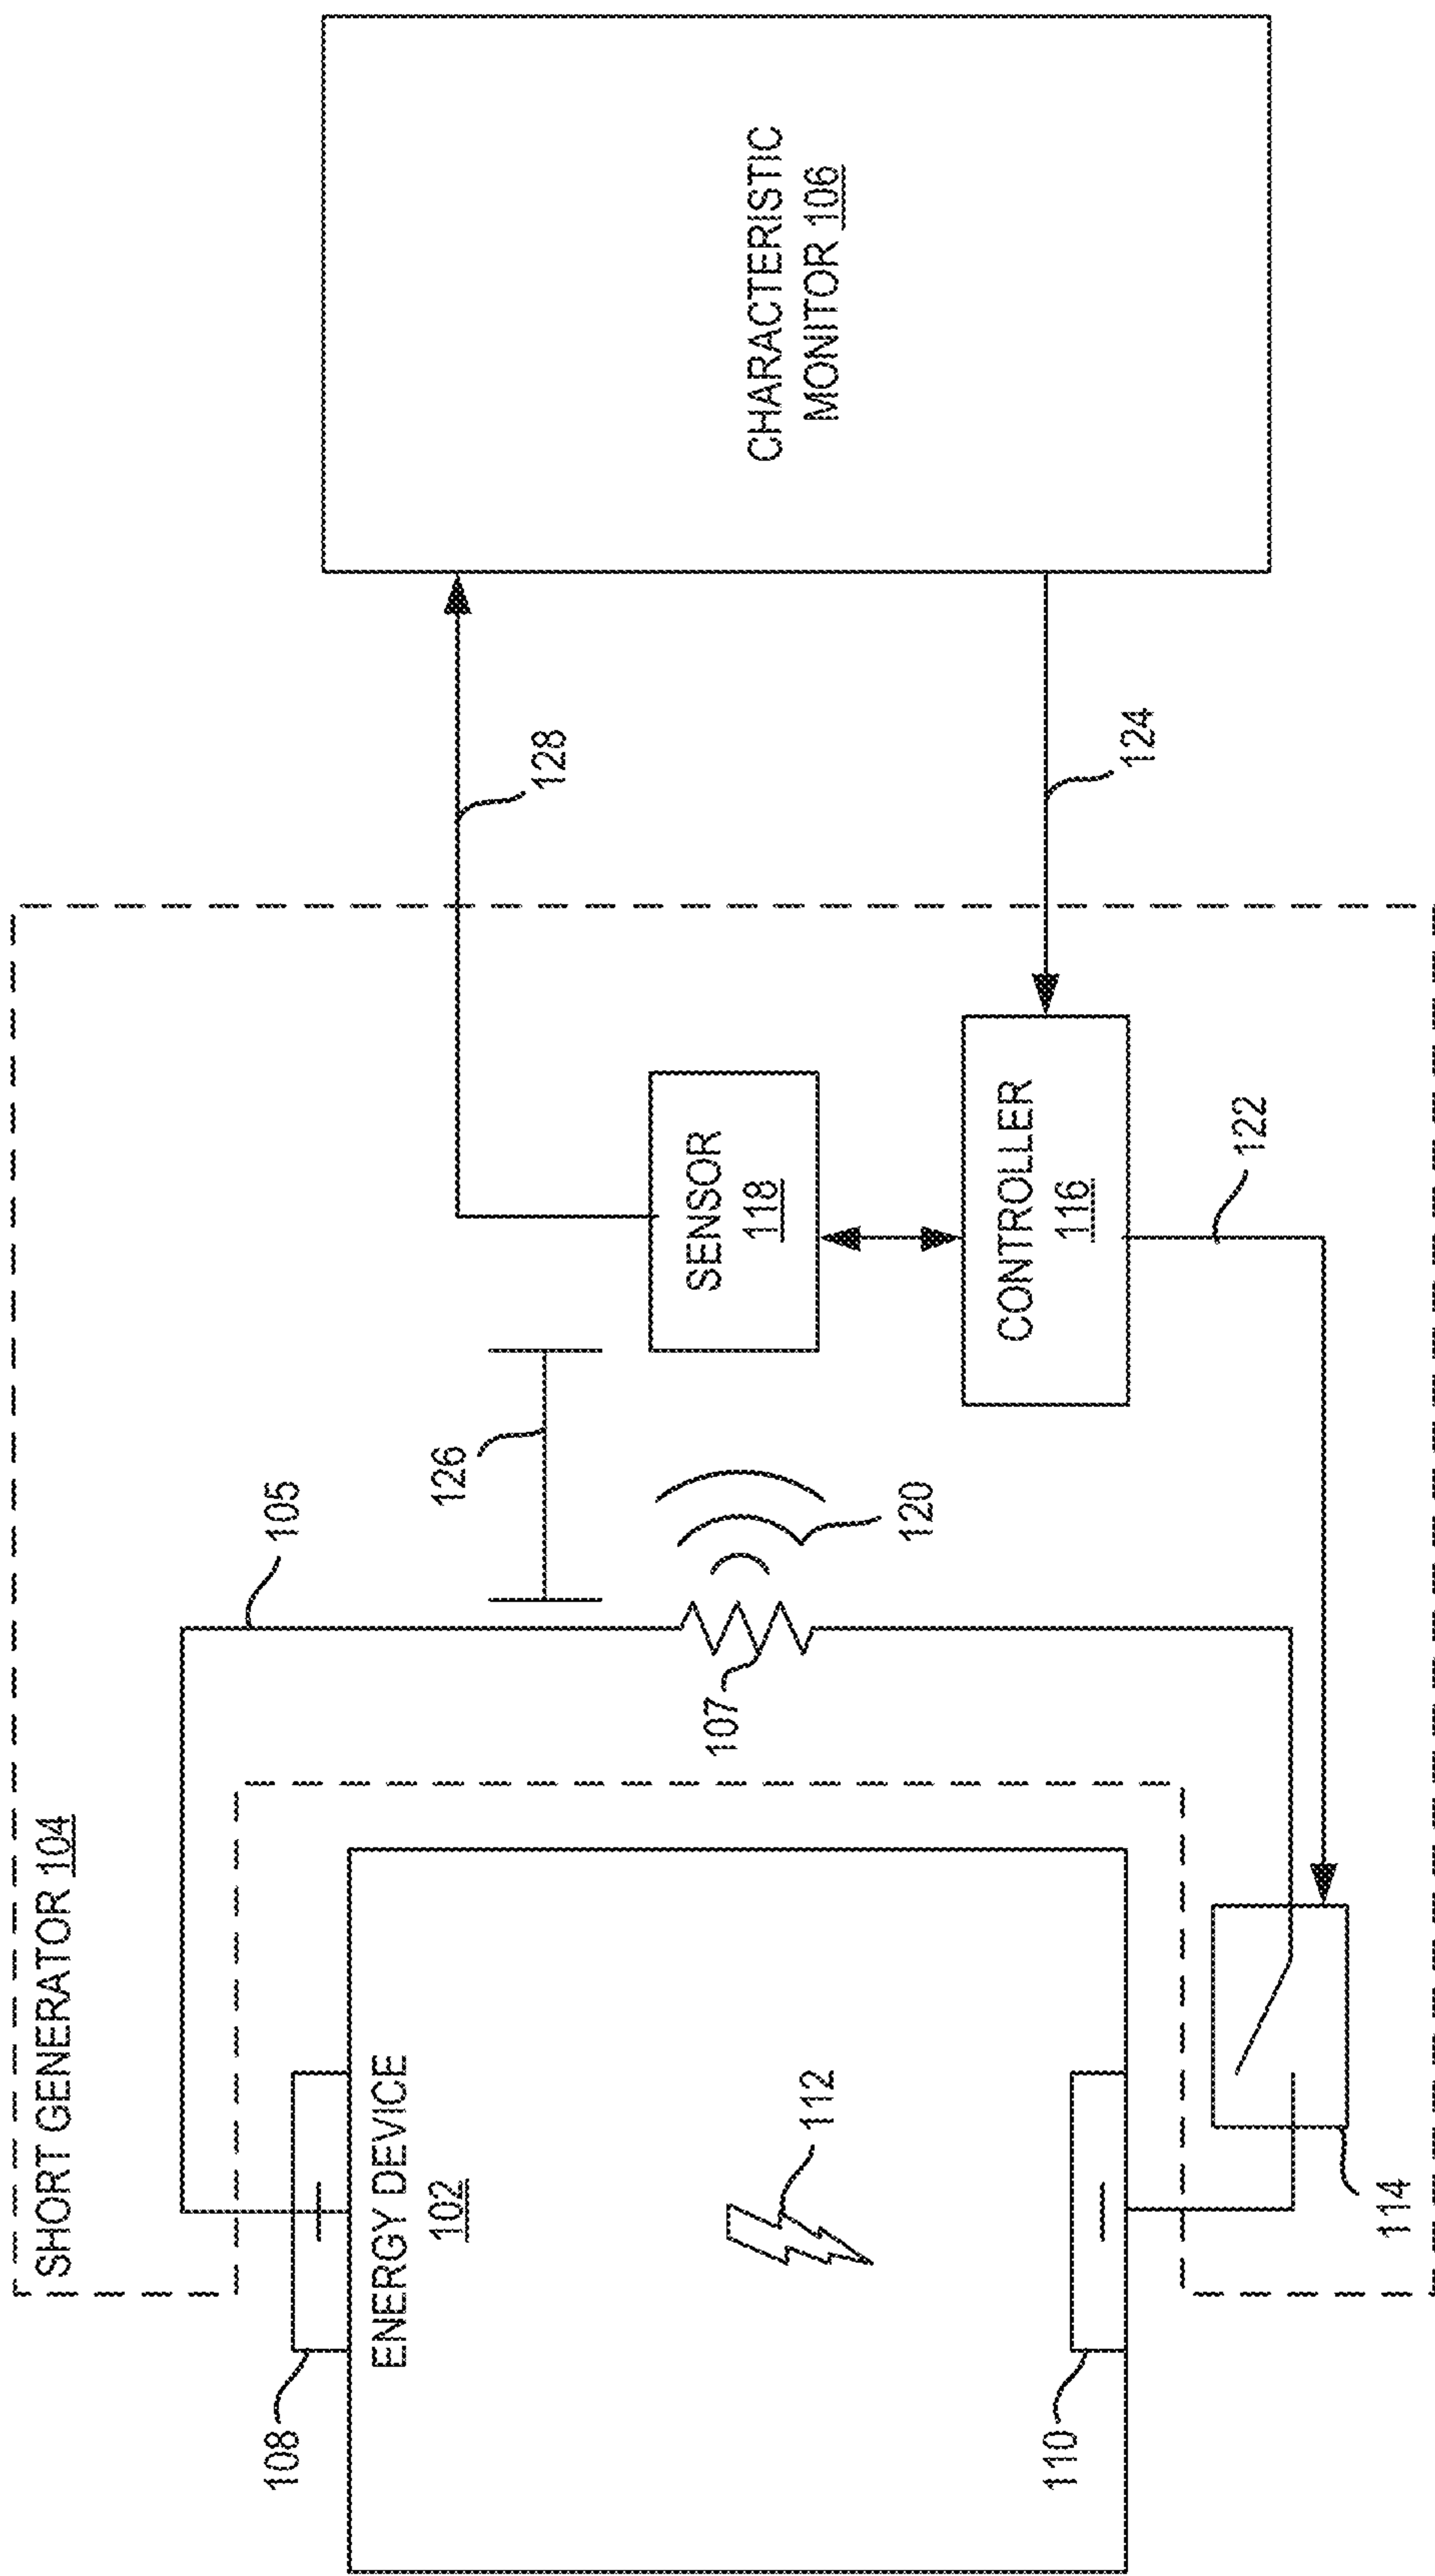 SHORT GENERATOR 104
108
ENERGY DEVICE
102
112
110
114
105
107
126
120
SENSOR
118
CONTROLLER
116
122
128
124
CHARACTERISTIC
MONITOR 106